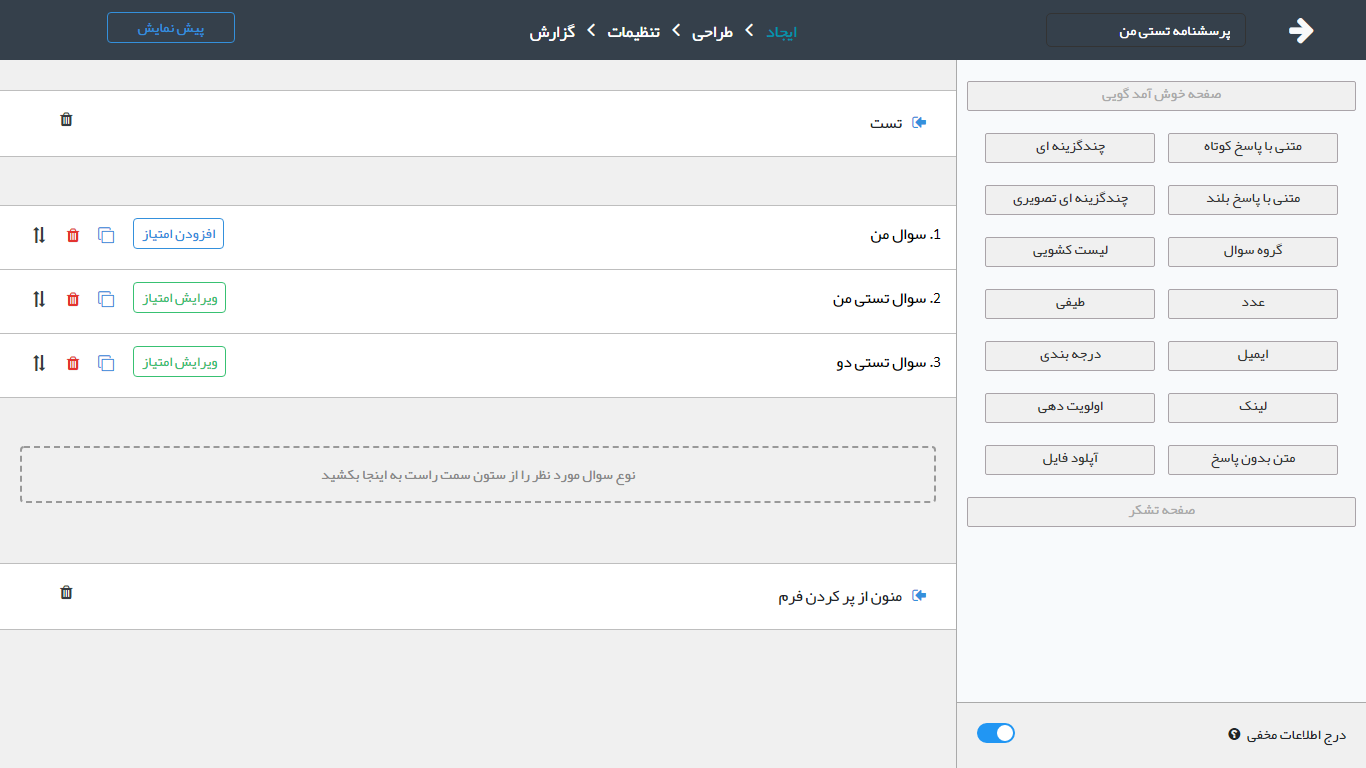 پرسشنامه تستی من
ایجاد
طراحی
تنظیمات
گزارش
پیش نمایش
صفحه خوش آمد گویی
متنی با پاسخ کوتاه
چندگزینه ای
متنی با پاسخ بلند
چندگزینه ای تصویری
گروه سوال
لیست کشویی
عدد
طیفی
ایمیل
درجه بندی
لینک
اولویت دهی
متن بدون پاسخ
آپلود فایل
صفحه تشکر
درج اطلاعات مخفی
تست
1. سوال من
افزودن امتیاز
2. سوال تستی من
ویرایش امتیاز
3. سوال تستی دو
ویرایش امتیاز
نوع سوال مورد نظر را از ستون سمت راست به اینجا بکشید
منون از پر کردن فرم